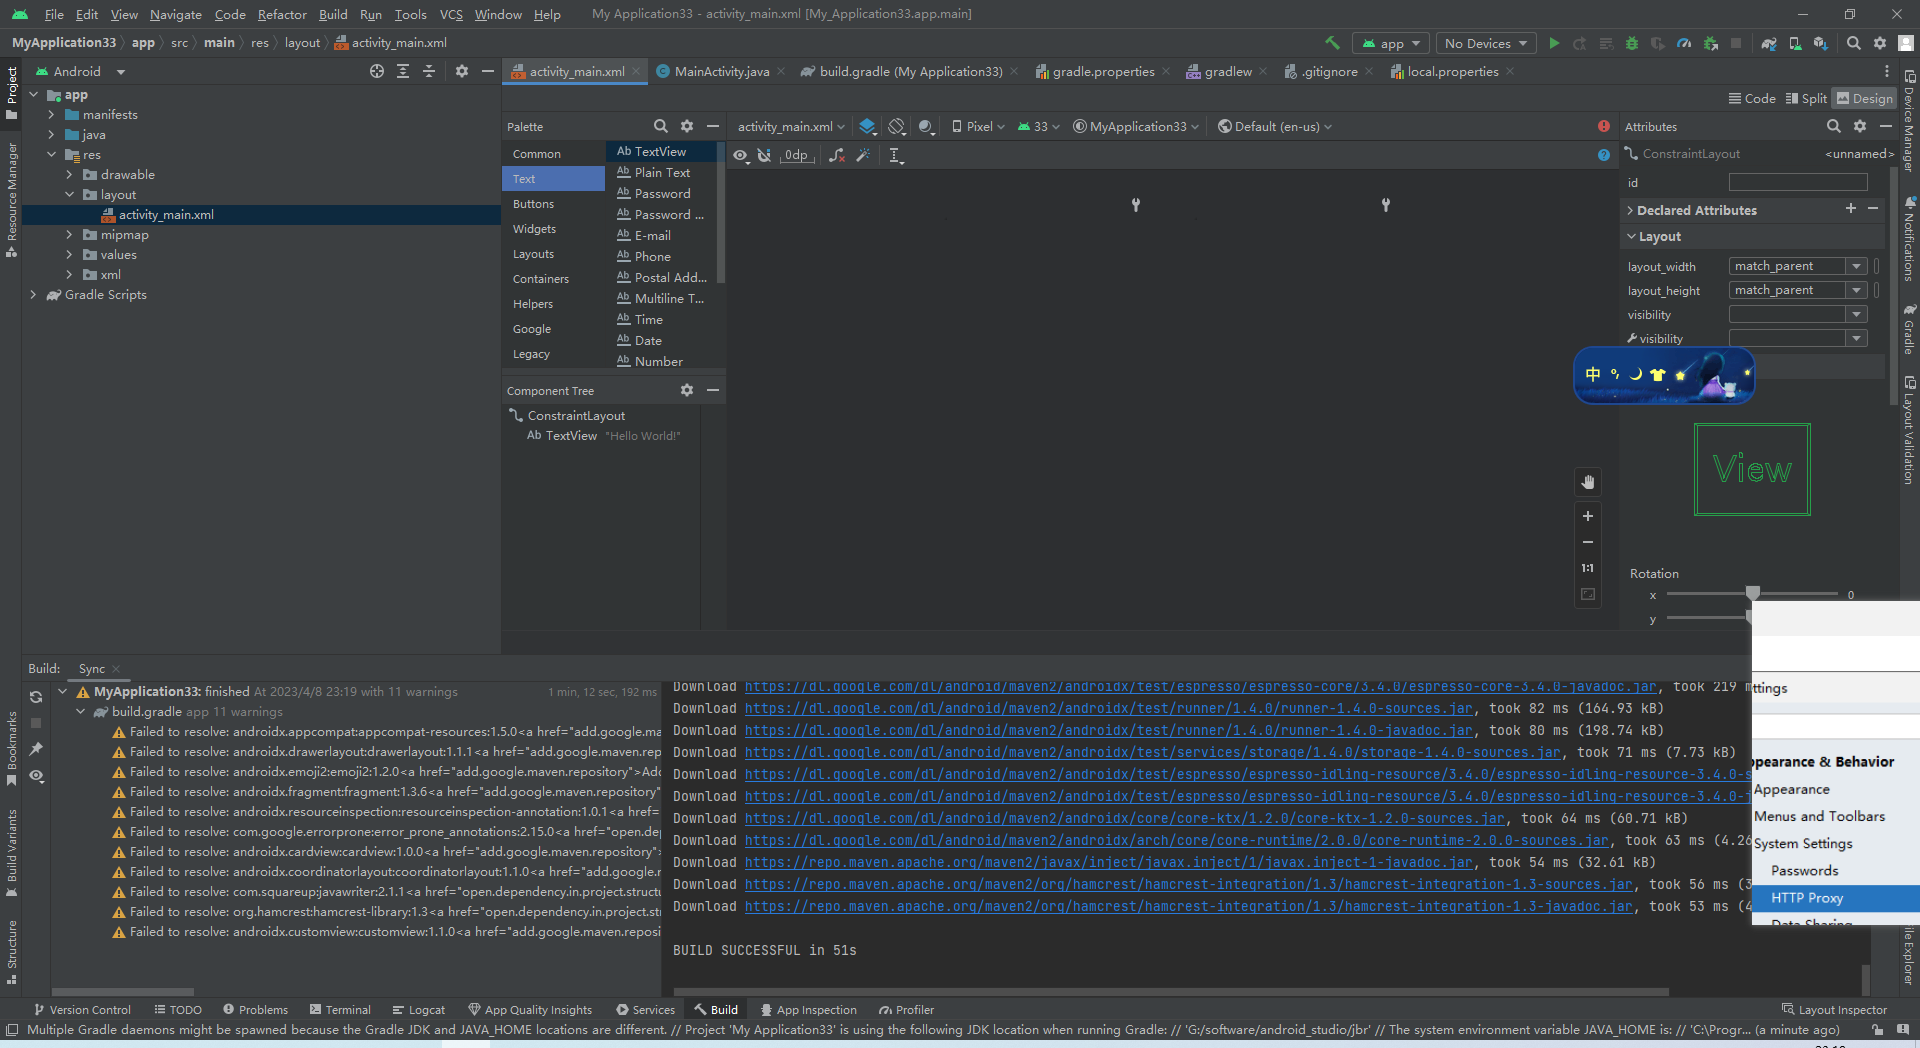 File Edit View Navigate Code Refactor Build Run Tools VCS Window Help My Application33 - activity_main.xml [My_Application33.app.main]
MyApplication33 app src main res layout activity_main.xml
app No Devices
Project
Resource Manager
Bookmarks
Build Variants
Structure
Android
app
manifests
java
res
drawable
layout
activity_main.xml
mipmap
values
xml
Gradle Scripts
activity_main.xml MainActivity.java build.gradle (My Application33) gradle.properties gradlew .gitignore local.properties
Code Split Design
Palette
Common
Text
Buttons
Widgets
Layouts
Containers
Helpers
Google
Legacy
Ab TextView
Ab Plain Text
Ab Password
Ab Password ...
Ab E-mail
Ab Phone
Ab Postal Add...
Ab Multiline T...
Ab Time
Ab Date
Ab Number
Component Tree
ConstraintLayout
Ab TextView "Hello World!"
activity_main.xml Pixel 33 MyApplication33 Default (en-us)
0dp
1:1
Attributes
ConstraintLayout <unnamed>
id
Declared Attributes
Layout
layout_width match_parent
layout_height match_parent
visibility
visibility
中
View
Rotation
x 0
y
Device Manager
Notifications
Gradle
Layout Validation
ile Explorer
Build: Sync
MyApplication33: finished At 2023/4/8 23:19 with 11 warnings 1 min, 12 sec, 192 ms
build.gradle app 11 warnings
Failed to resolve: androidx.appcompat:appcompat-resources:1.5.0<a href="add.google.ma
Failed to resolve: androidx.drawerlayout:drawerlayout:1.1.1<a href="add.google.maven.rep
Failed to resolve: androidx.emoji2:emoji2:1.2.0<a href="add.google.maven.repository">Adc
Failed to resolve: androidx.fragment:fragment:1.3.6<a href="add.google.maven.repository"
Failed to resolve: androidx.resourceinspection:resourceinspection-annotation:1.0.1<a href=
Failed to resolve: com.google.errorprone:error_prone_annotations:2.15.0<a href="open.dep
Failed to resolve: androidx.cardview:cardview:1.0.0<a href="add.google.maven.repository">
Failed to resolve: androidx.coordinatorlayout:coordinatorlayout:1.1.0<a href="add.google.r
Failed to resolve: com.squareup:javawriter:2.1.1<a href="open.dependency.in.project.structu
Failed to resolve: org.hamcrest:hamcrest-library:1.3<a href="open.dependency.in.project.str
Failed to resolve: androidx.customview:customview:1.1.0<a href="add.google.maven.reposi
Download https://dl.google.com/dl/android/maven2/androidx/test/espresso/espresso-core/3.4.0/espresso-core-3.4.0-javadoc.jar, took 219 m
Download https://dl.google.com/dl/android/maven2/androidx/test/runner/1.4.0/runner-1.4.0-sources.jar, took 82 ms (164.93 kB)
Download https://dl.google.com/dl/android/maven2/androidx/test/runner/1.4.0/runner-1.4.0-javadoc.jar, took 80 ms (198.74 kB)
Download https://dl.google.com/dl/android/maven2/androidx/test/services/storage/1.4.0/storage-1.4.0-sources.jar, took 71 ms (7.73 kB)
Download https://dl.google.com/dl/android/maven2/androidx/test/espresso/espresso-idling-resource/3.4.0/espresso-idling-resource-3.4.0-s
Download https://dl.google.com/dl/android/maven2/androidx/test/espresso/espresso-idling-resource/3.4.0/espresso-idling-resource-3.4.0-j
Download https://dl.google.com/dl/android/maven2/androidx/core/core-ktx/1.2.0/core-ktx-1.2.0-sources.jar, took 64 ms (60.71 kB)
Download https://dl.google.com/dl/android/maven2/androidx/arch/core/core-runtime/2.0.0/core-runtime-2.0.0-sources.jar, took 63 ms (4.26
Download https://repo.maven.apache.org/maven2/javax/inject/javax.inject/1/javax.inject-1-javadoc.jar, took 54 ms (32.61 kB)
Download https://repo.maven.apache.org/maven2/org/hamcrest/hamcrest-integration/1.3/hamcrest-integration-1.3-sources.jar, took 56 ms (3
Download https://repo.maven.apache.org/maven2/org/hamcrest/hamcrest-integration/1.3/hamcrest-integration-1.3-javadoc.jar, took 53 ms (4
BUILD SUCCESSFUL in 51s
ttings
ppearance & Behavior
Appearance
Menus and Toolbars
System Settings
Passwords
HTTP Proxy
Data Sharing
Version Control TODO Problems Terminal Logcat App Quality Insights Services Build App Inspection Profiler Layout Inspector
Multiple Gradle daemons might be spawned because the Gradle JDK and JAVA_HOME locations are different. // Project 'My Application33' is using the following JDK location when running Gradle: // 'G:/software/android_studio/jbr' // The system environment variable JAVA_HOME is: // 'C:\Progr... (a minute ago)